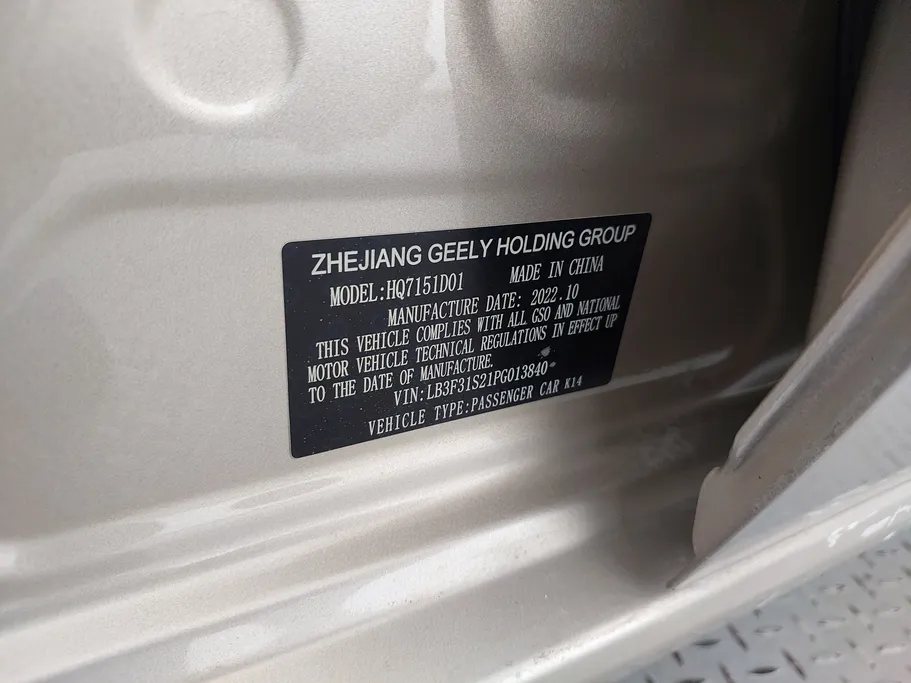 ZHEJIANG GEELY HOLDING GROUP
MODEL:HQ7151D01 MADE IN CHINA
MANUFACTURE DATE: 2022.10
THIS VEHICLE COMPLIES WITH ALL GSO AND NATIONAL
MOTOR VEHICLE TECHNICAL REGULATIONS IN EFFECT UP
TO THE DATE OF MANUFACTURE.
VIN:LB3F31S21PG013840*
VEHICLE TYPE:PASSENGER CAR K14